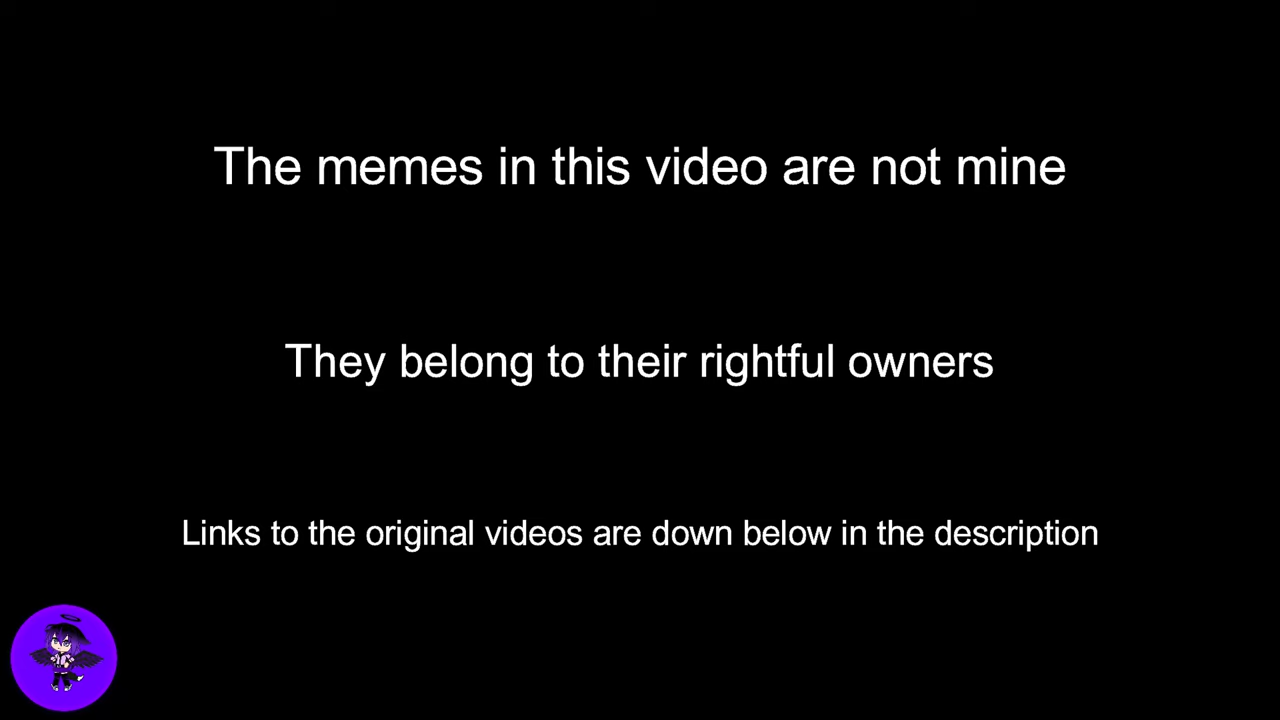 The memes in this video are not mine
They belong to their rightful owners
Links to the original videos are down below in the description